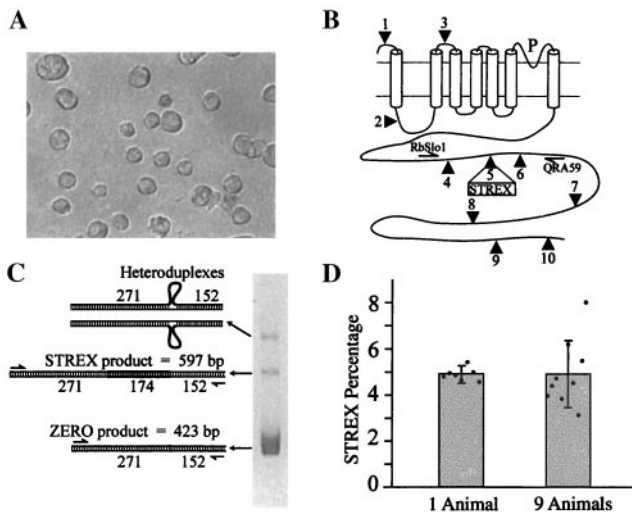 A
B
1
3
P
2
RbSlo1
QRA59
4
5
6
STREX
7
8
9
10
C
Heteroduplexes
271 152
STREX product = 597 bp
271 174 152
ZERO product = 423 bp
271 152
D
STREX Percentage
8
6
4
2
0
1 Animal 9 Animals